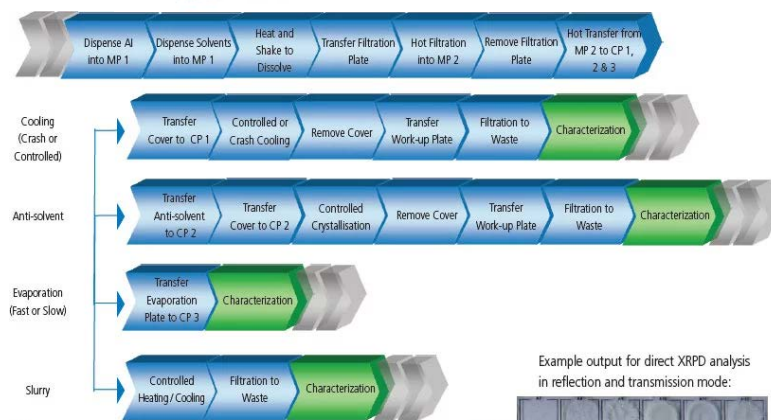 Dispense AI
into MP 1
Dispense Solvents
into MP 1
Heat and
Shake to
Dissolve
Transfer Filtration
Plate
Hot Filtration
into MP 2
Remove Filtration
Plate
Hot Transfer from
MP 2 to CP 1,
2 & 3
Cooling
(Crash or
Controlled)
Transfer
Cover to CP 1
Controlled or
Crash Cooling
Remove Cover
Transfer
Work-up Plate
Filtration to
Waste
Characterization
Anti-solvent
Transfer
Anti-solvent
to CP 2
Transfer
Cover to CP 2
Controlled
Crystallisation
Remove Cover
Transfer
Work-up Plate
Filtration to
Waste
Characterization
Evaporation
(Fast or Slow)
Transfer
Evaporation
Plate to CP 3
Characterization
Slurry
Controlled
Heating / Cooling
Filtration to
Waste
Characterization
Example output for direct XRPD analysis
in reflection and transmission mode: